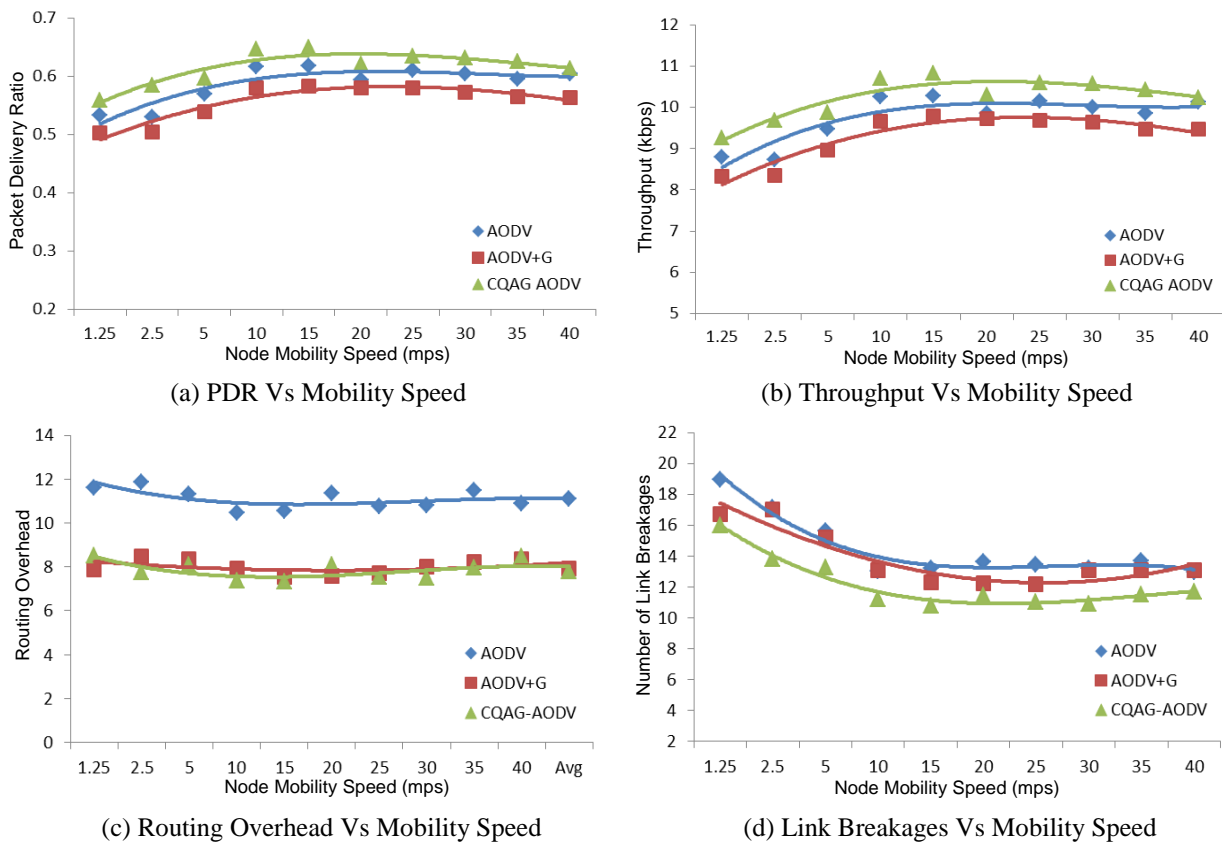 0.7
0.6
0.5
0.4
0.3
0.2
Packet Delivery Ratio
AODV
AODV+G
CQAG AODV
1.25 2.5 5 10 15 20 25 30 35 40
Node Mobility Speed (mps)
(a) PDR Vs Mobility Speed
12
11
10
9
8
7
6
5
Throughput (kbps)
AODV
AODV+G
CQAG AODV
1.25 2.5 5 10 15 20 25 30 35 40
Node Mobility Speed (mps)
(b) Throughput Vs Mobility Speed
14
12
10
8
6
4
2
0
Routing Overhead
AODV
AODV+G
CQAG-AODV
1.25 2.5 5 10 15 20 25 30 35 40 Avg
Node Mobility Speed (mps)
(c) Routing Overhead Vs Mobility Speed
22
20
18
16
14
12
10
8
6
4
2
Number of Link Breakages
AODV
AODV+G
CQAG-AODV
1.25 2.5 5 10 15 20 25 30 35 40
Node Mobility Speed (mps)
(d) Link Breakages Vs Mobility Speed